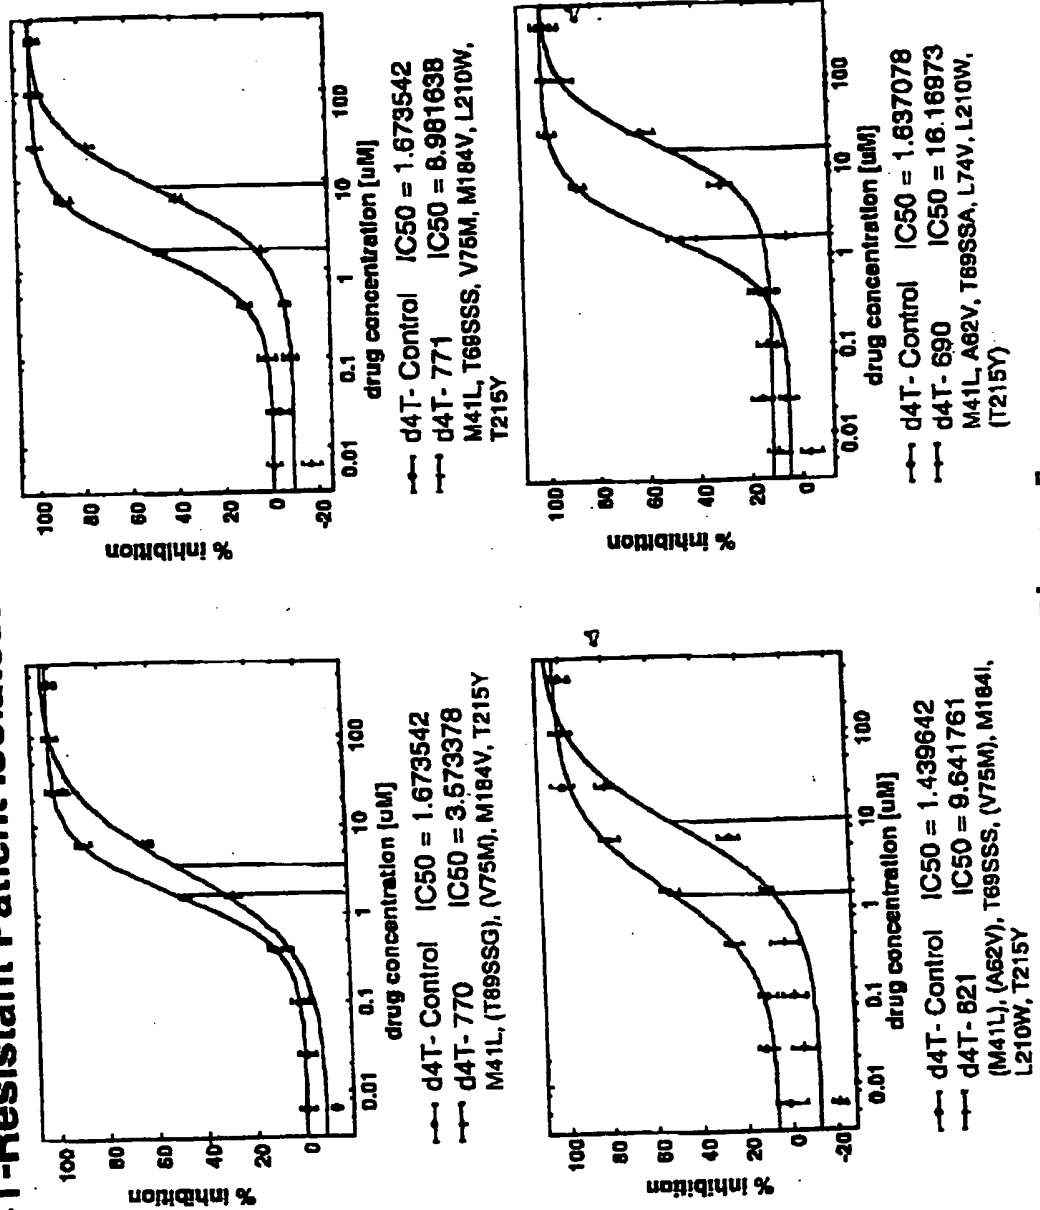 T-Resistant Patient
% inhibition
100
80
60
40
20
0
0.01
0.1
1
10
100
drug concentration [uM]
d4T- Control IC50 = 1.673542
d4T- 770 IC50 = 3.573378
M41L, (T69SSG), (V75M), M184V, T215Y
% inhibition
100
80
60
40
20
0
-20
0.01
0.1
1
10
100
drug concentration [uM]
d4T- Control IC50 = 1.673542
d4T- 771 IC50 = 8.981638
M41L, T69SSS, V75M, M184V, L210W,
T215Y
% inhibition
100
80
60
40
20
0
-20
0.01
0.1
1
10
100
drug concentration [uM]
d4T- Control IC50 = 1.439642
d4T- 821 IC50 = 9.641761
(M41L), (A62V), T69SSS, (V75M), M184I,
L210W, T215Y
% inhibition
100
80
60
40
20
0
0.01
0.1
1
10
100
drug concentration [uM]
d4T- Control IC50 = 1.637078
d4T- 690 IC50 = 16.16973
M41L, A62V, T69SSA, L74V, L210W,
(T215Y)